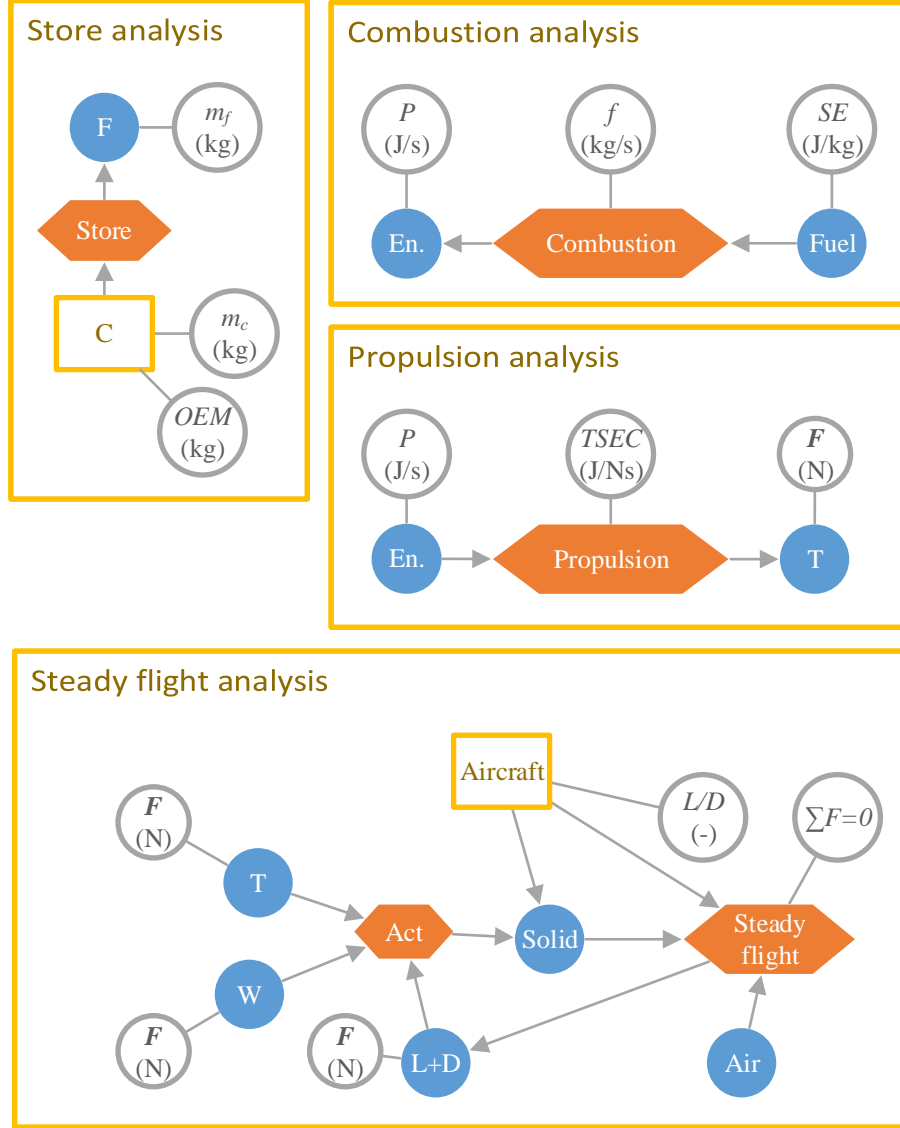 Store analysis
F
m_f
(kg)
Store
C
m_c
(kg)
OEM
(kg)
Combustion analysis
P
(J/s)
f
(kg/s)
SE
(J/kg)
En.
Combustion
Fuel
Propulsion analysis
P
(J/s)
TSEC
(J/Ns)
F
(N)
En.
Propulsion
T
Steady flight analysis
Aircraft
L/D
(-)
∑F=0
F
(N)
T
Act
Solid
Steady
flight
W
F
(N)
F
(N)
L+D
Air